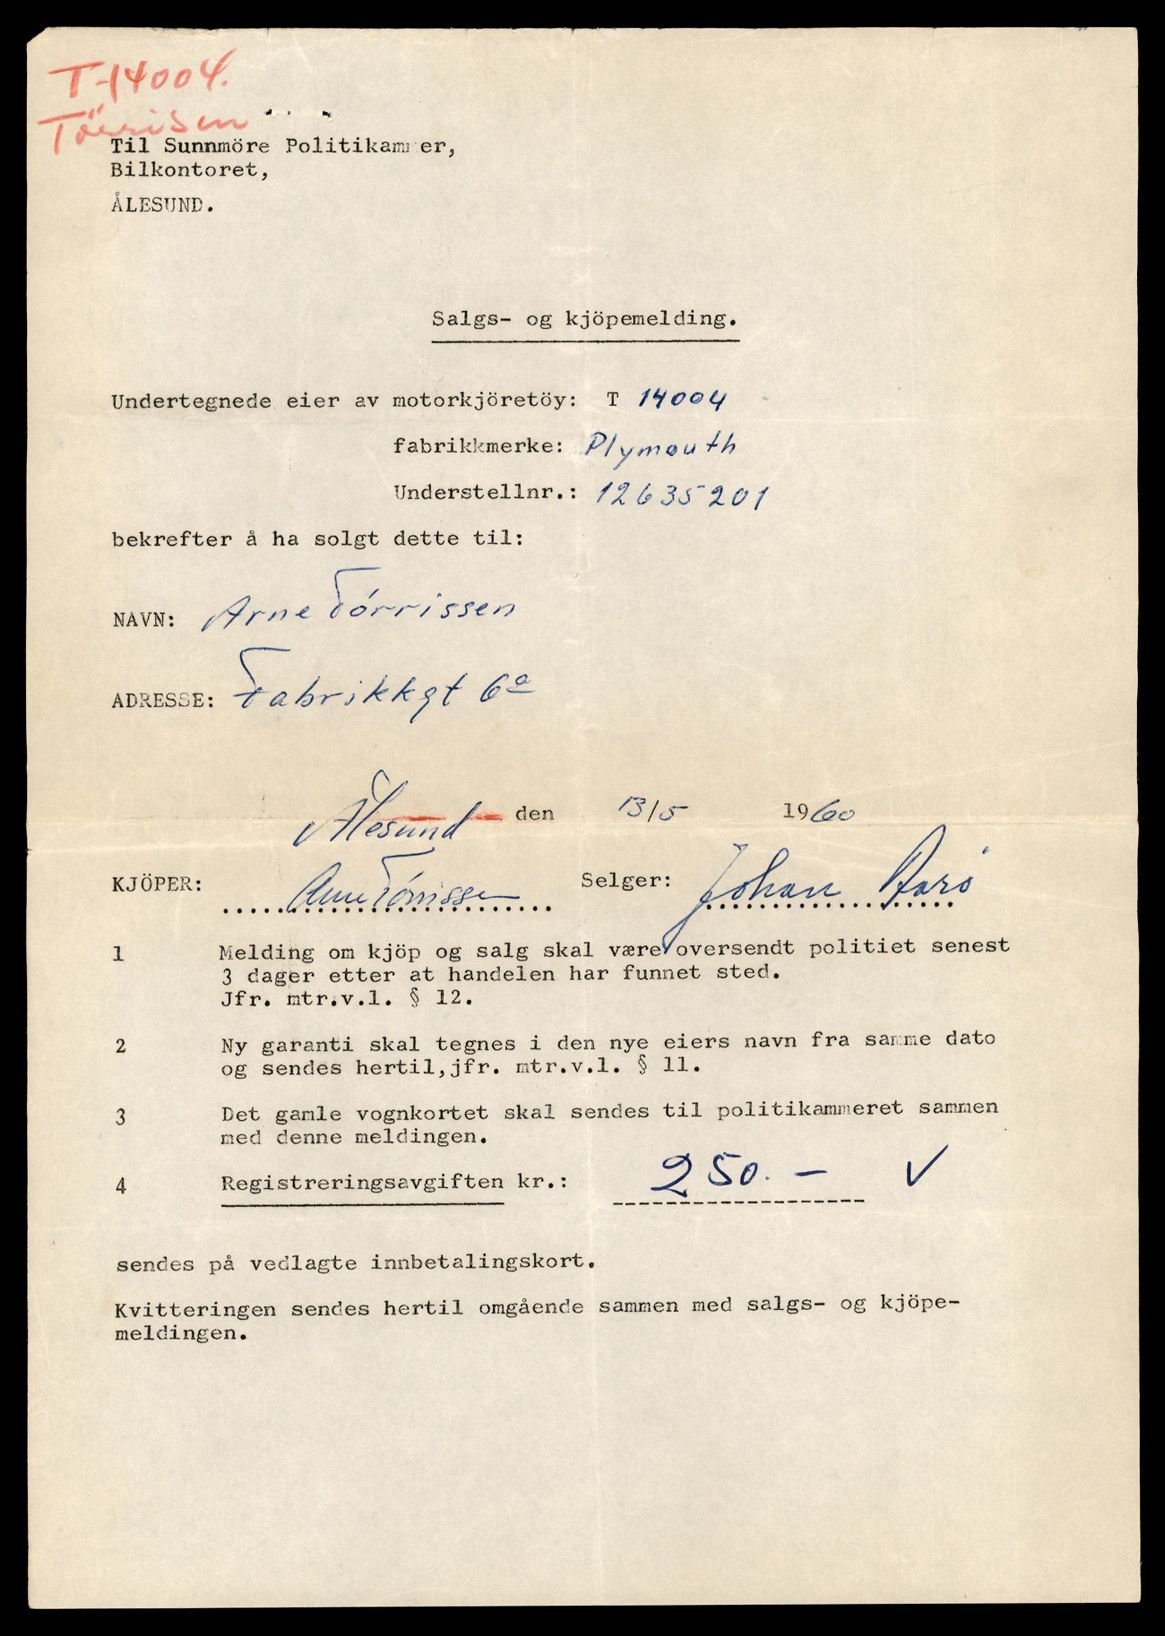 T-14004.
Töerrisen
Til Sunnmöre Politikammer,
Bilkontoret,
ÅLESUND.
Salgs- og kjöpemelding.
Undertegnede eier av motorkjöretöy: T 14004
fabrikkmerke: Plymouth
Understellnr.: 12635201
bekrefter å ha solgt dette til:
NAVN: Arne Tórrissen
ADRESSE: Fabrikkgt 6a
Ålesund den 13/5 1960
KJÖPER: Arne Tórrissen Selger: Johan
1 Melding om kjöp og salg skal være oversendt politiet senest
3 dager etter at handelen har funnet sted.
Jfr. mtr.v.l. § 12.
2 Ny garanti skal tegnes i den nye eiers navn fra samme dato
og sendes hertil,jfr. mtr.v.l. § 11.
3 Det gamle vognkortet skal sendes til politikammeret sammen
med denne meldingen.
4 Registreringsavgiften kr.: 250.- ✓
sendes på vedlagte innbetalingskort.
Kvitteringen sendes hertil omgående sammen med salgs- og kjöpe-
meldingen.